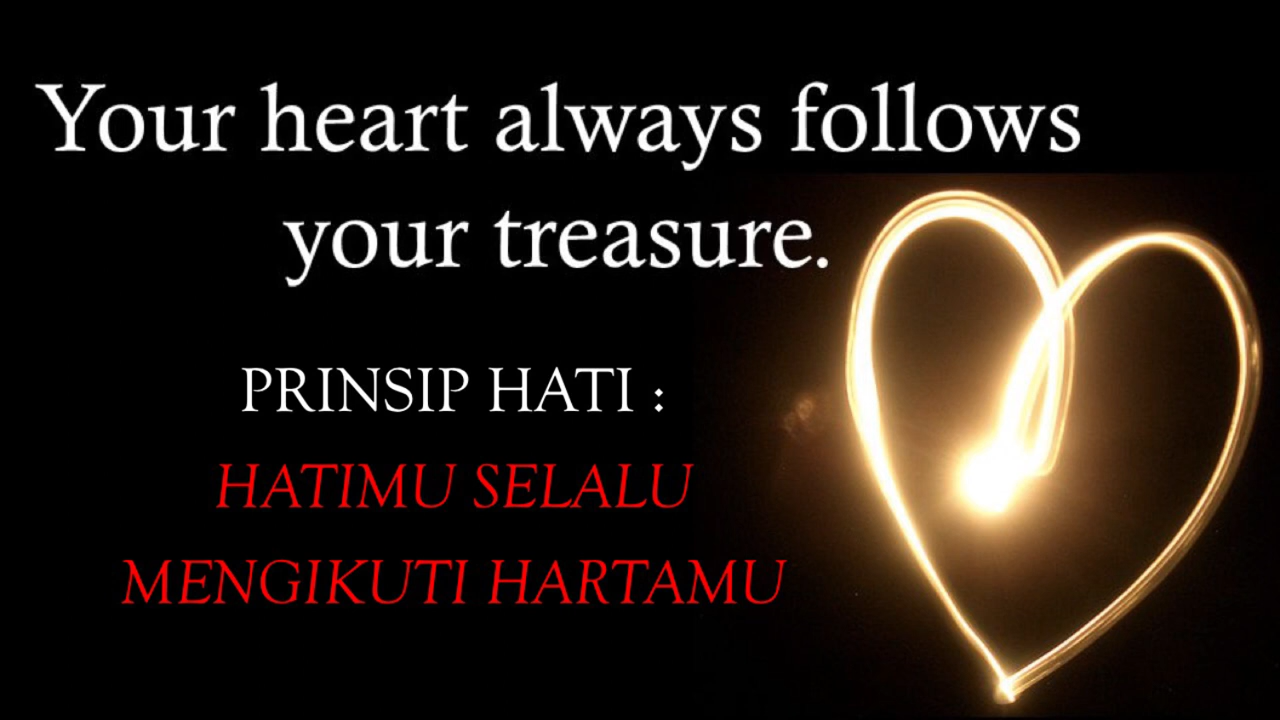 Your heart always follows
your treasure.
PRINSIP HATI :
HATIMU SELALU
MENGIKUTI HARTAMU